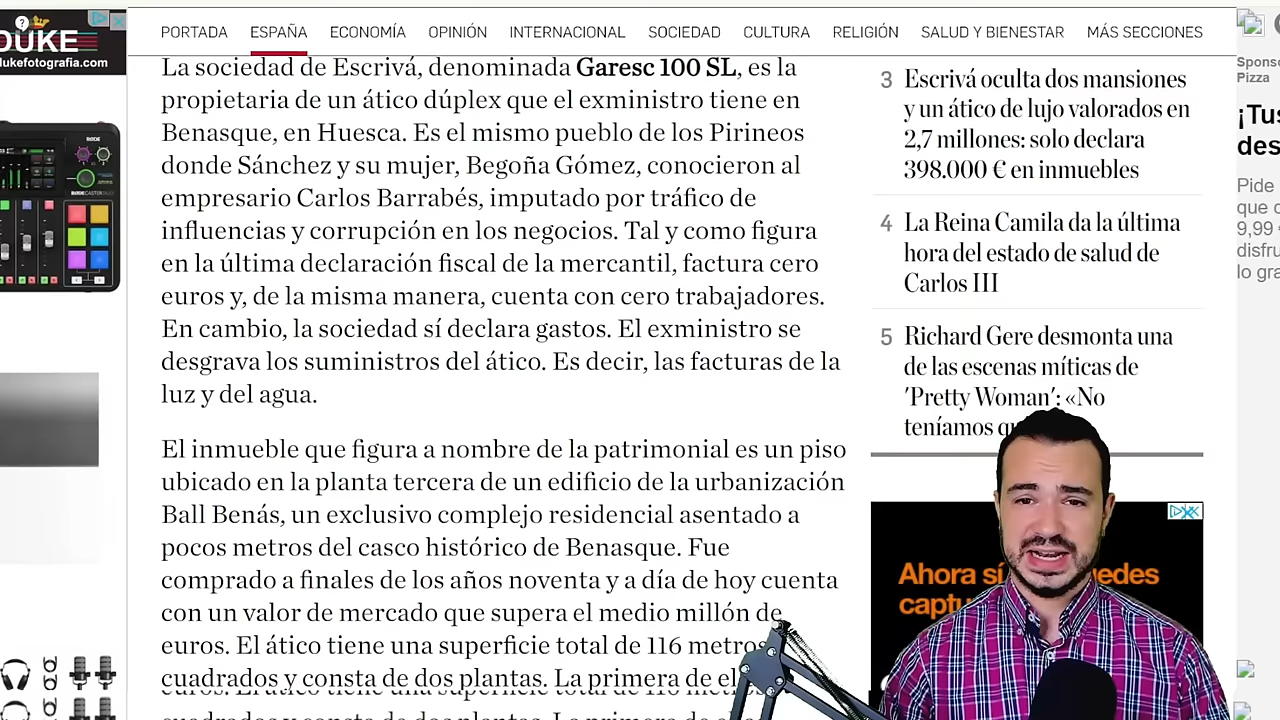 DUKE
dukefotografia.com
PORTADA ESPAÑA ECONOMÍA OPINIÓN INTERNACIONAL SOCIEDAD CULTURA RELIGIÓN SALUD Y BIENESTAR MÁS SECCIONES
La sociedad de Escrivá, denominada Garesc 100 SL, es la
propietaria de un ático dúplex que el exministro tiene en
Benasque, en Huesca. Es el mismo pueblo de los Pirineos
donde Sánchez y su mujer, Begoña Gómez, conocieron al
empresario Carlos Barrabés, imputado por tráfico de
influencias y corrupción en los negocios. Tal y como figura
en la última declaración fiscal de la mercantil, factura cero
euros y, de la misma manera, cuenta con cero trabajadores.
En cambio, la sociedad sí declara gastos. El exministro se
desgrava los suministros del ático. Es decir, las facturas de la
luz y del agua.
El inmueble que figura a nombre de la patrimonial es un piso
ubicado en la planta tercera de un edificio de la urbanización
Ball Benás, un exclusivo complejo residencial asentado a
pocos metros del casco histórico de Benasque. Fue
comprado a finales de los años noventa y a día de hoy cuenta
con un valor de mercado que supera el medio millón de
euros. El ático tiene una superficie total de 116 metros
cuadrados y consta de dos plantas. La primera de
3 Escrivá oculta dos mansiones
y un ático de lujo valorados en
2,7 millones: solo declara
398.000 € en inmuebles
4 La Reina Camila da la última
hora del estado de salud de
Carlos III
5 Richard Gere desmonta una
de las escenas míticas de
'Pretty Woman': «No
teníamos
Ahora
Spons
Pizza
¡Tus
des
Pide
que
9,99
disfru
lo gra